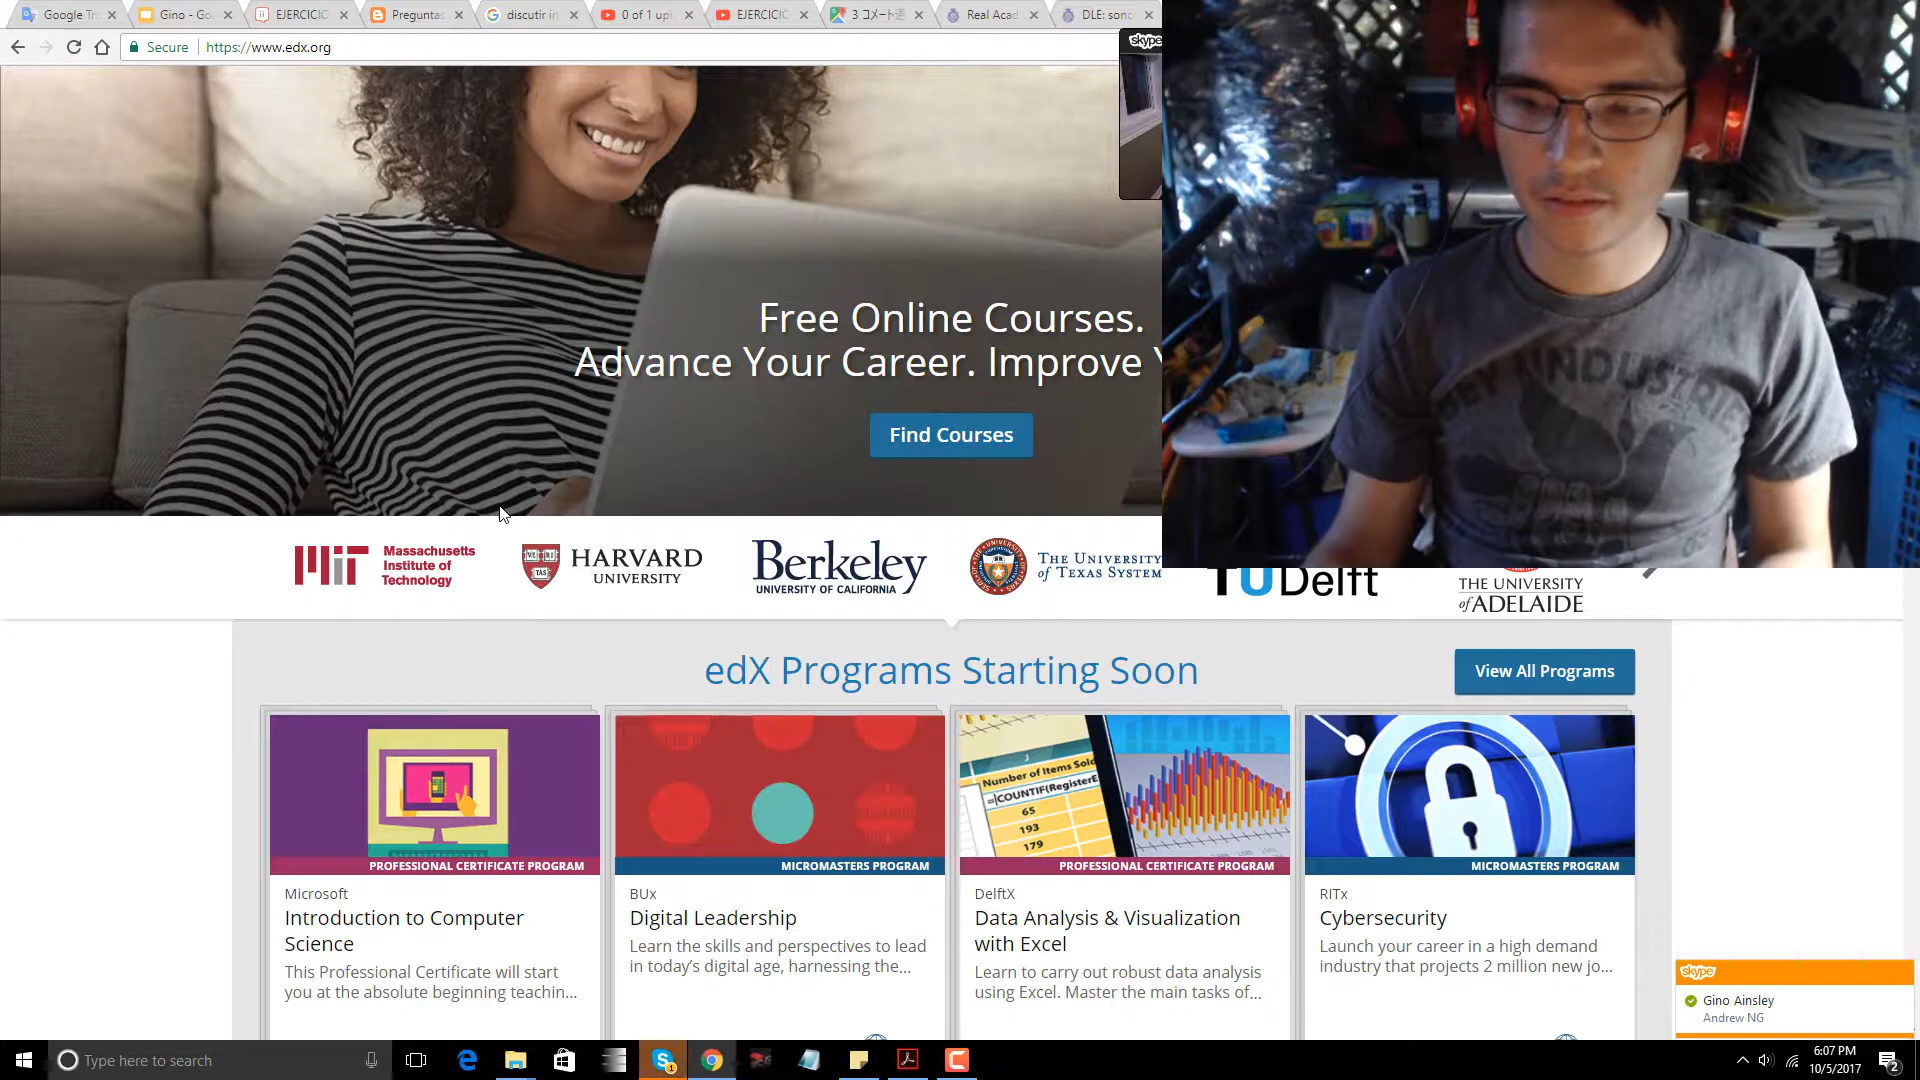 Google Tr
Gino - Go
EJERCICIO
Preguntas
discutir in
0 of 1 upl
EJERCICIO
Real Acad
DLE: sond
Secure
https://www.edx.org
skype
Free Online Courses.
Advance Your Career. Improve
Find Courses
MIT
Massachusetts
Institute of
Technology
VE RI
TAS
HARVARD
UNIVERSITY
Berkeley
UNIVERSITY OF CALIFORNIA
THE UNIVERSITY
of TEXAS SYSTEM
TUDelft
THE UNIVERSITY
of ADELAIDE
edX Programs Starting Soon
View All Programs
Number of Items Sold
=COUNTIF(RegisterE
65
193
179
PROFESSIONAL CERTIFICATE PROGRAM
MICROMASTERS PROGRAM
PROFESSIONAL CERTIFICATE PROGRAM
MICROMASTERS PROGRAM
Microsoft
Introduction to Computer
Science
This Professional Certificate will start
you at the absolute beginning teachin...
BUx
Digital Leadership
Learn the skills and perspectives to lead
in today's digital age, harnessing the...
DelftX
Data Analysis & Visualization
with Excel
Learn to carry out robust data analysis
using Excel. Master the main tasks of...
RITx
Cybersecurity
Launch your career in a high demand
industry that projects 2 million new jo...
skype
Gino Ainsley
Andrew NG
Type here to search
1
6:07 PM
10/5/2017
2